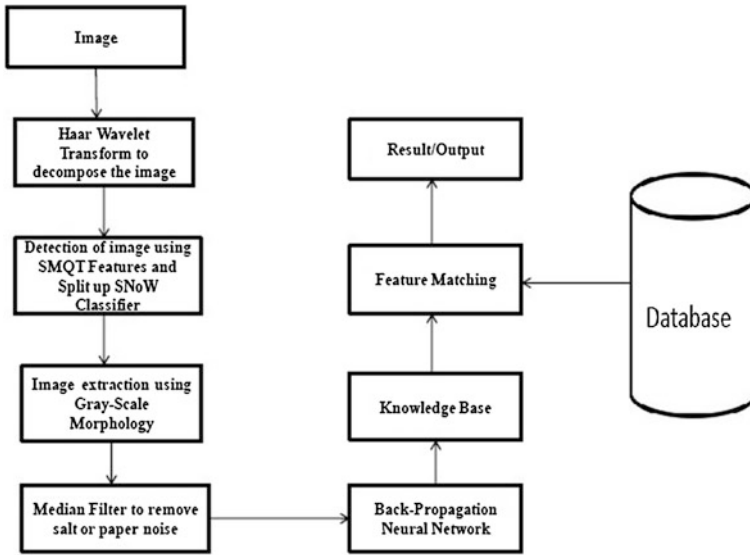 Image
Haar Wavelet
Transform to
decompose the image
Detection of image using
SMQT Features and
Split up SNoW
Classifier
Image extraction using
Gray-Scale
Morphology
Median Filter to remove
salt or paper noise
Back-Propagation
Neural Network
Knowledge Base
Feature Matching
Result/Output
Database